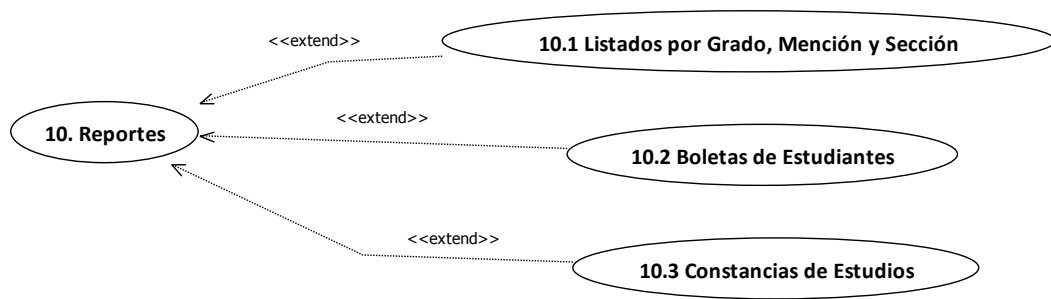 <<extend>>
10.1 Listados por Grado, Mención y Sección
<<extend>>
10. Reportes
10.2 Boletas de Estudiantes
<<extend>>
10.3 Constancias de Estudios